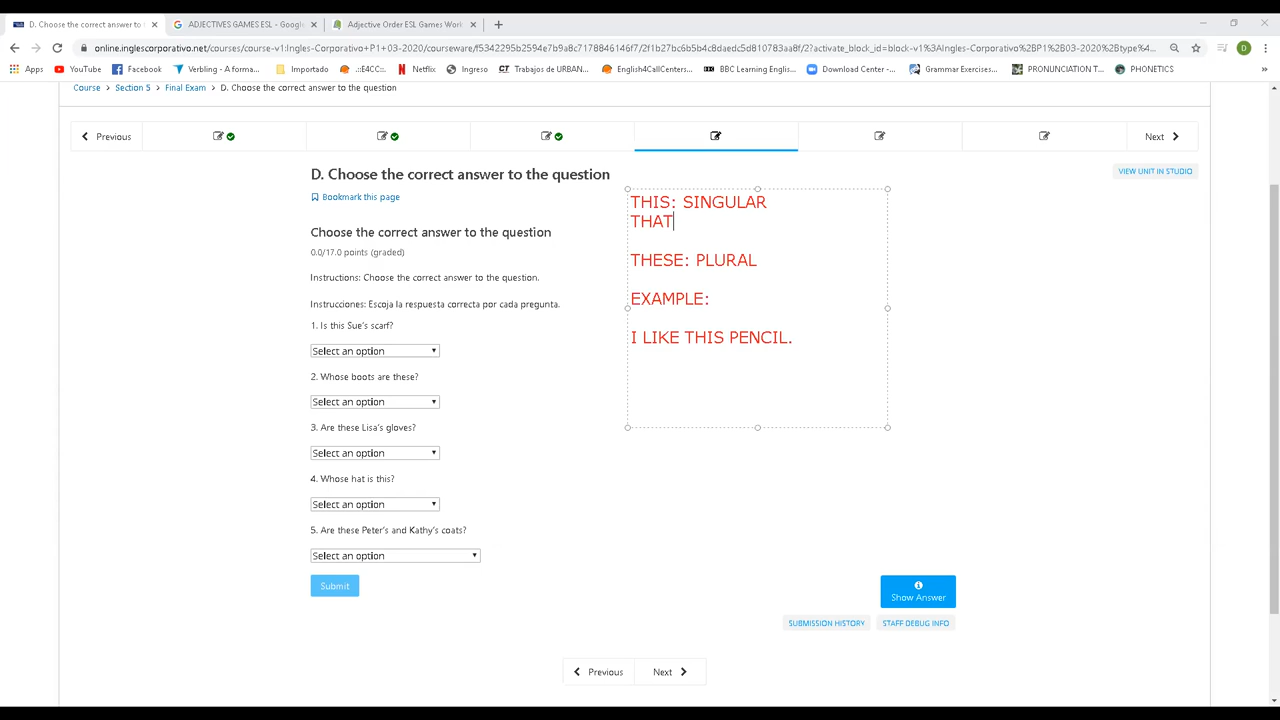 D. Choose the correct answer to
ADJECTIVES GAMES ESL - Google
Adjective Order ESL Games Work
online.inglescorporativo.net/courses/course-v1:Ingles-Corporativo+P1+03-2020/courseware/f5342295b2594e7b9a8c7178846146f7/2f1b27bc6b5b4c8daedc5d810783aa8f/2?activate_block_id=block-v1%3AIngles-Corporativo%2BP1%2B03-2020%2Btype%4...
D
Apps
YouTube
Facebook
Verbling - A forma...
Importado
.::E4CC::.
Netflix
Ingreso
CT Trabajos de URBAN...
English4CallCenters...
BBC Learning English...
Download Center -...
Grammar Exercises...
PRONUNCIATION T...
PHONETICS
»
Course > Section 5 > Final Exam > D. Choose the correct answer to the question
Previous
Next
VIEW UNIT IN STUDIO
D. Choose the correct answer to the question
Bookmark this page
THIS: SINGULAR
THAT
THESE: PLURAL
EXAMPLE:
I LIKE THIS PENCIL.
Choose the correct answer to the question
0.0/17.0 points (graded)
Instructions: Choose the correct answer to the question.
Instrucciones: Escoja la respuesta correcta por cada pregunta.
1. Is this Sue's scarf?
Select an option
2. Whose boots are these?
Select an option
3. Are these Lisa's gloves?
Select an option
4. Whose hat is this?
Select an option
5. Are these Peter's and Kathy's coats?
Select an option
Submit
Show Answer
SUBMISSION HISTORY
STAFF DEBUG INFO
Previous
Next